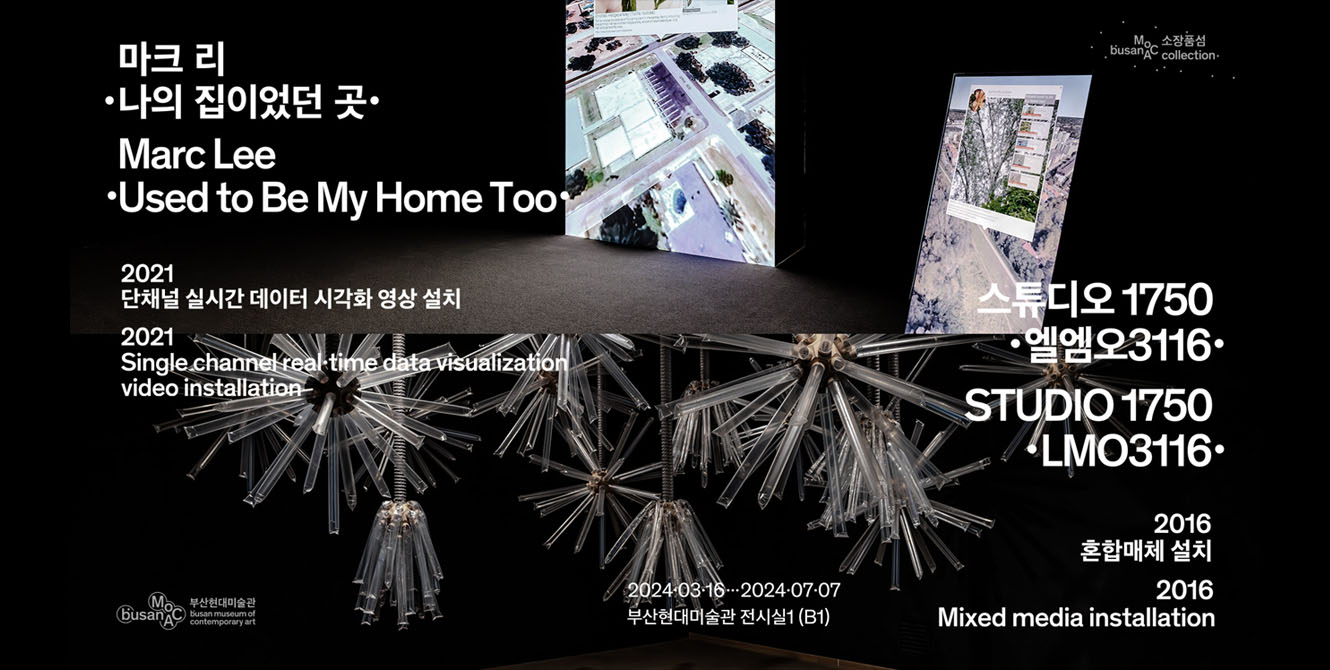 마크 리
•나의 집이었던 곳•
Marc Lee
•Used to Be My Home Too•
2021
단채널 실시간 데이터 시각화 영상 설치
2021
Single channel real·time data visualization
video installation
busan MoCA
소장품섬
collection
스튜디오 1750
•엘엠오3116•
STUDIO 1750
•LMO3116•
2016
혼합매체 설치
2016
Mixed media installation
2024·03·16…2024·07·07
부산현대미술관 전시실1 (B1)
busan MoCA
부산현대미술관
busan museum of
contemporary art